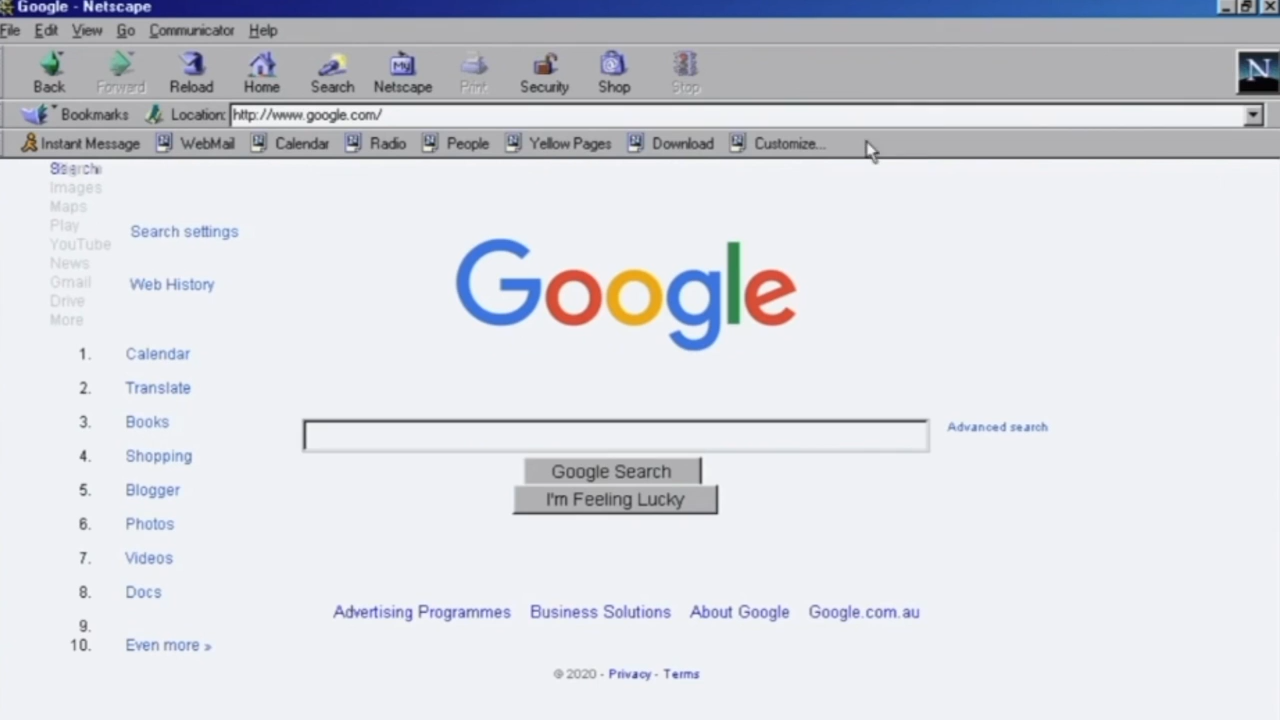 Google - Netscape
File Edit View Go Communicator Help
Back Forward Reload Home Search Netscape Print Security Shop Stop
My
N
Bookmarks Location: http://www.google.com/
Instant Message WebMail Calendar Radio People Yellow Pages Download Customize...
Search
Images
Maps
Play
YouTube
News
Gmail
Drive
More
Search settings
Web History
1. Calendar
2. Translate
3. Books
4. Shopping
5. Blogger
6. Photos
7. Videos
8. Docs
9.
10. Even more »
Google
Advanced search
Google Search
I'm Feeling Lucky
Advertising Programmes Business Solutions About Google Google.com.au
© 2020 - Privacy - Terms